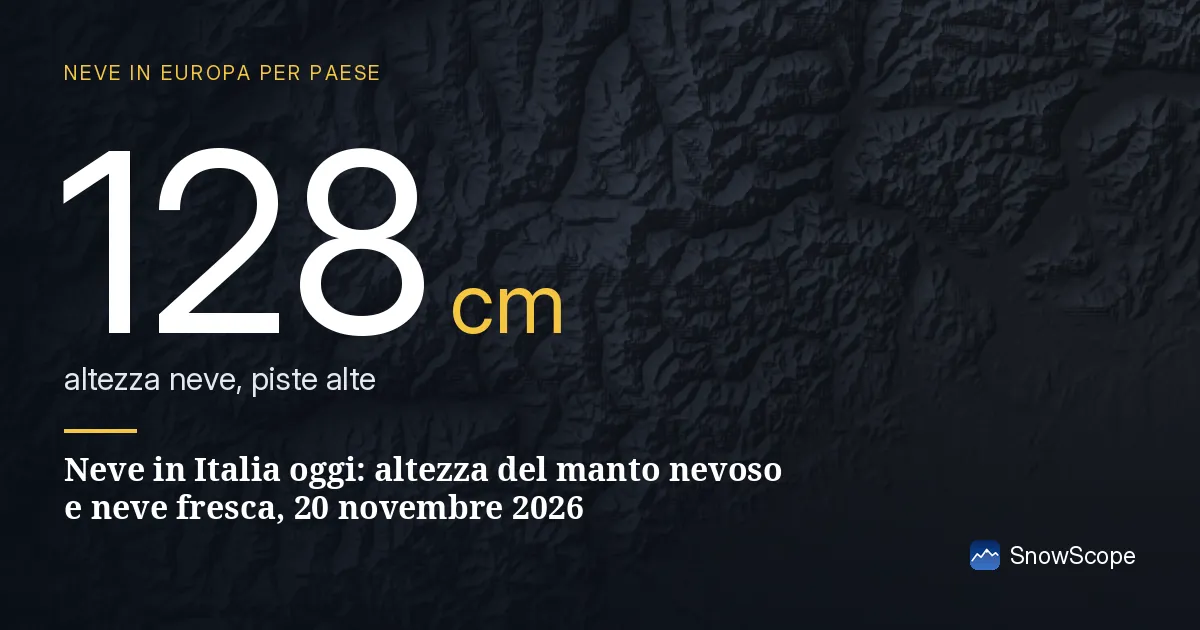 NEVE IN EUROPA PER PAESE
128 cm
altezza neve, piste alte
Neve in Italia oggi: altezza del manto nevoso
e neve fresca, 20 novembre 2026
SnowScope